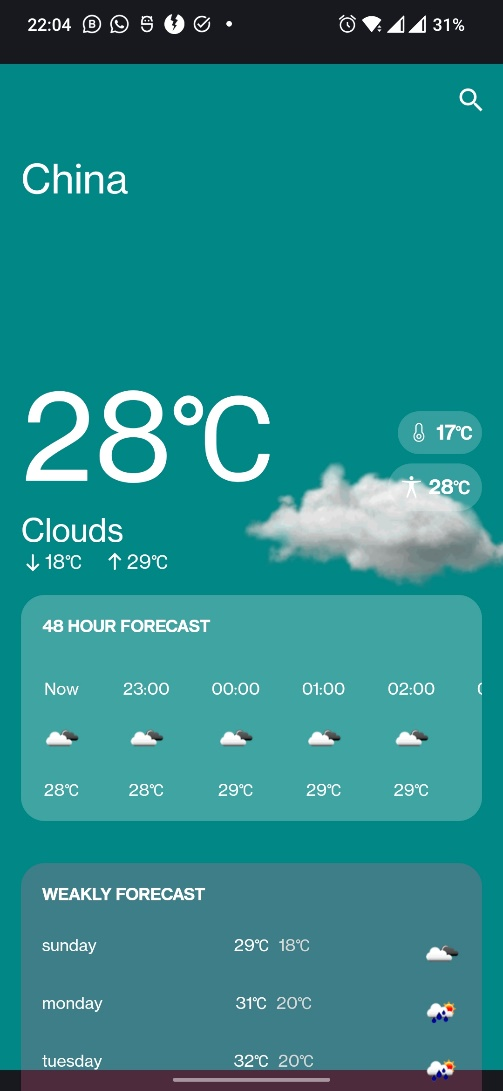 22:04 31%
China
28℃
17℃
28℃
Clouds
↓18℃ ↑29℃
48 HOUR FORECAST
Now 23:00 00:00 01:00 02:00
28℃ 28℃ 29℃ 29℃ 29℃
WEAKLY FORECAST
sunday 29℃ 18℃
monday 31℃ 20℃
tuesday 32℃ 20℃